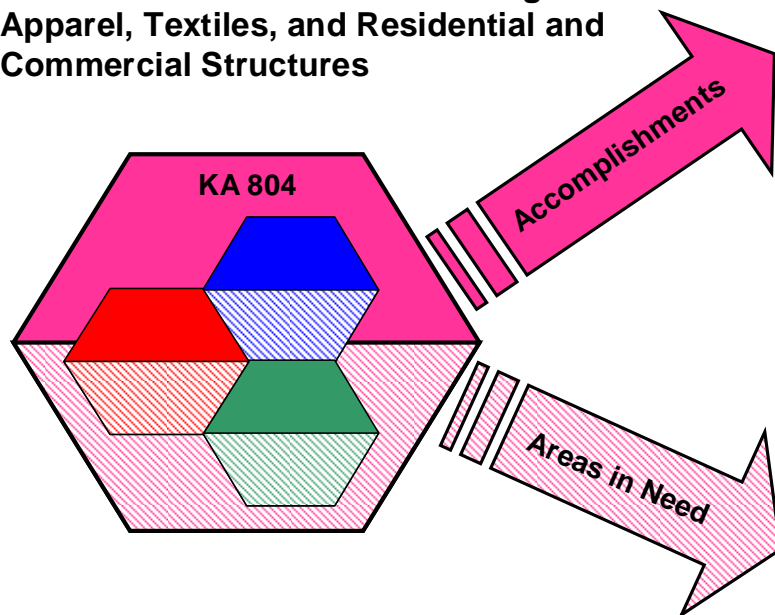 Apparel, Textiles, and Residential and
Commercial Structures
KA 804
Accomplishments
Areas in Need